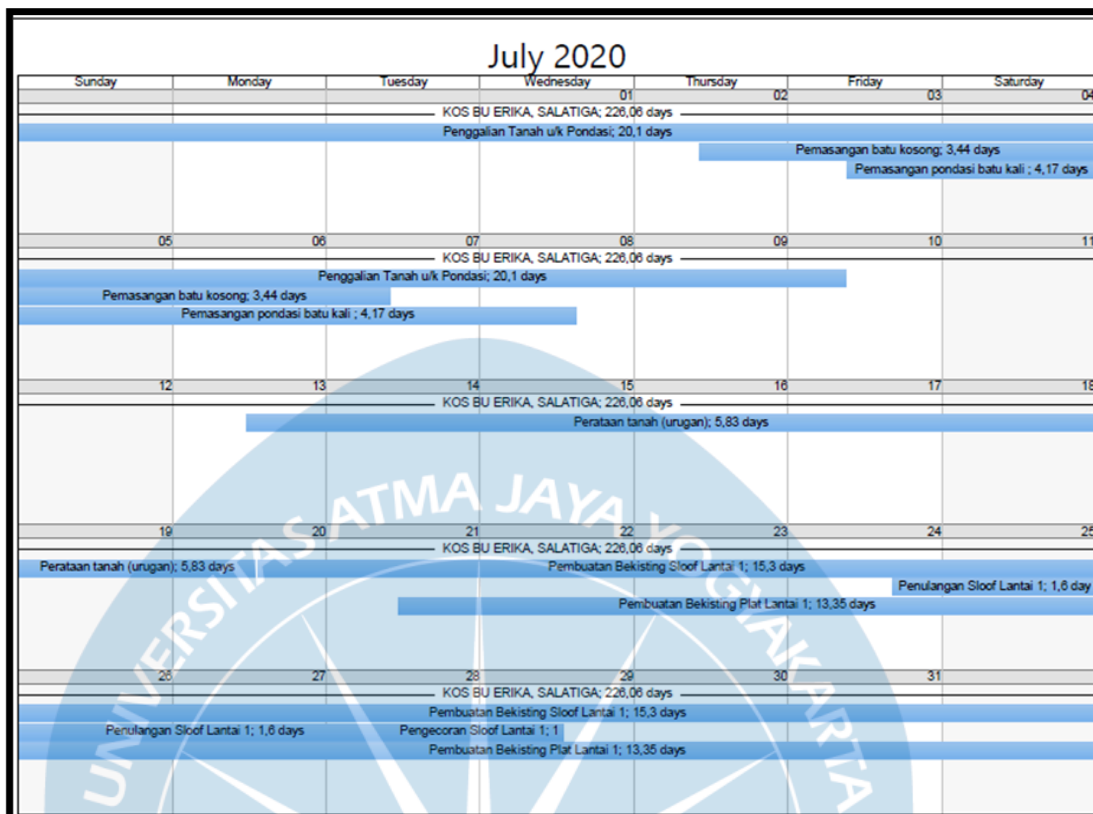 July 2020
Sunday Monday Tuesday Wednesday Thursday Friday Saturday
01 02 03 04
KOS BU ERIKA, SALATIGA; 226,06 days
Penggalian Tanah u/k Pondasi; 20,1 days
Pemasangan batu kosong; 3,44 days
Pemasangan pondasi batu kali ; 4,17 days
05 06 07 08 09 10 11
KOS BU ERIKA, SALATIGA; 226,06 days
Penggalian Tanah u/k Pondasi; 20,1 days
Pemasangan batu kosong; 3,44 days
Pemasangan pondasi batu kali ; 4,17 days
12 13 14 15 16 17 18
KOS BU ERIKA, SALATIGA; 226,06 days
Perataan tanah (urugan); 5,83 days
19 20 21 22 23 24 25
KOS BU ERIKA, SALATIGA; 226,06 days
Perataan tanah (urugan); 5,83 days Pembuatan Bekisting Sloof Lantai 1; 15,3 days
Penulangan Sloof Lantai 1; 1,6 day
Pembuatan Bekisting Plat Lantai 1; 13,35 days
26 27 28 29 30 31
KOS BU ERIKA, SALATIGA; 226,06 days
Pembuatan Bekisting Sloof Lantai 1; 15,3 days
Penulangan Sloof Lantai 1; 1,6 days Pengecoran Sloof Lantai 1; 1
Pembuatan Bekisting Plat Lantai 1; 13,35 days
UNIVERSITAS ATMA JAYA YOGYAKARTA